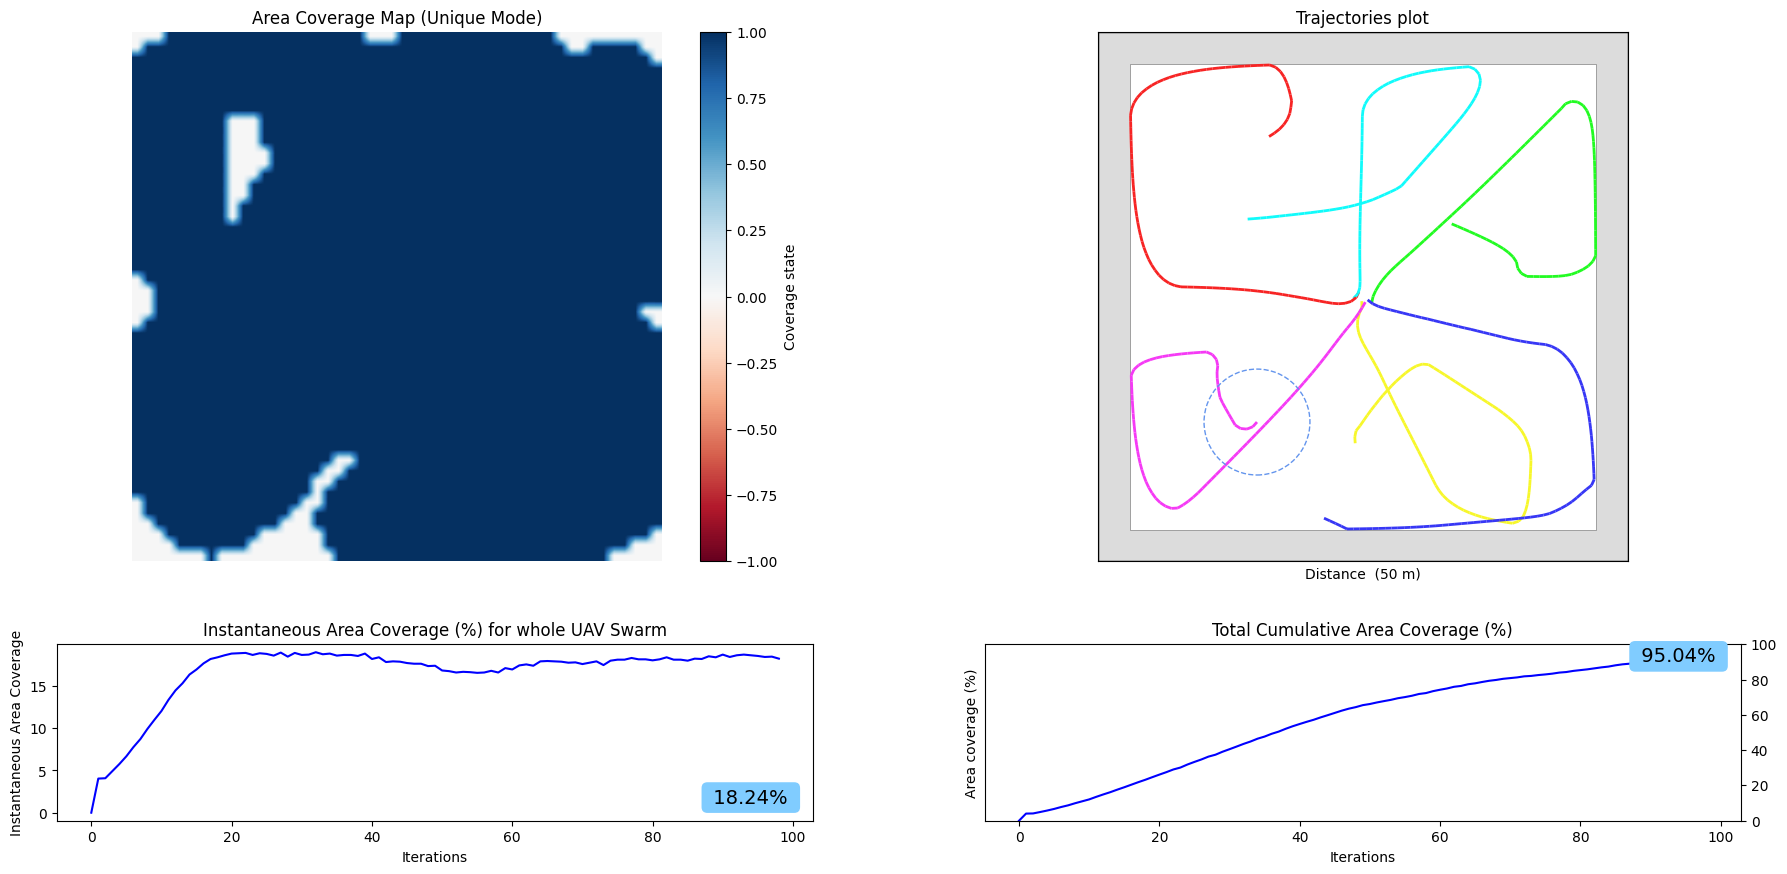 Area Coverage Map (Unique Mode)
1.00
0.75
0.50
0.25
0.00
−0.25
−0.50
−0.75
−1.00
Coverage state
Trajectories plot
Distance  (50 m)
Instantaneous Area Coverage (%) for whole UAV Swarm
Instantaneous Area Coverage
15
10
5
0
18.24%
0 20 40 60 80 100
Iterations
Total Cumulative Area Coverage (%)
Area coverage (%)
95.04%
100
80
60
40
20
0
0 20 40 60 80 100
Iterations